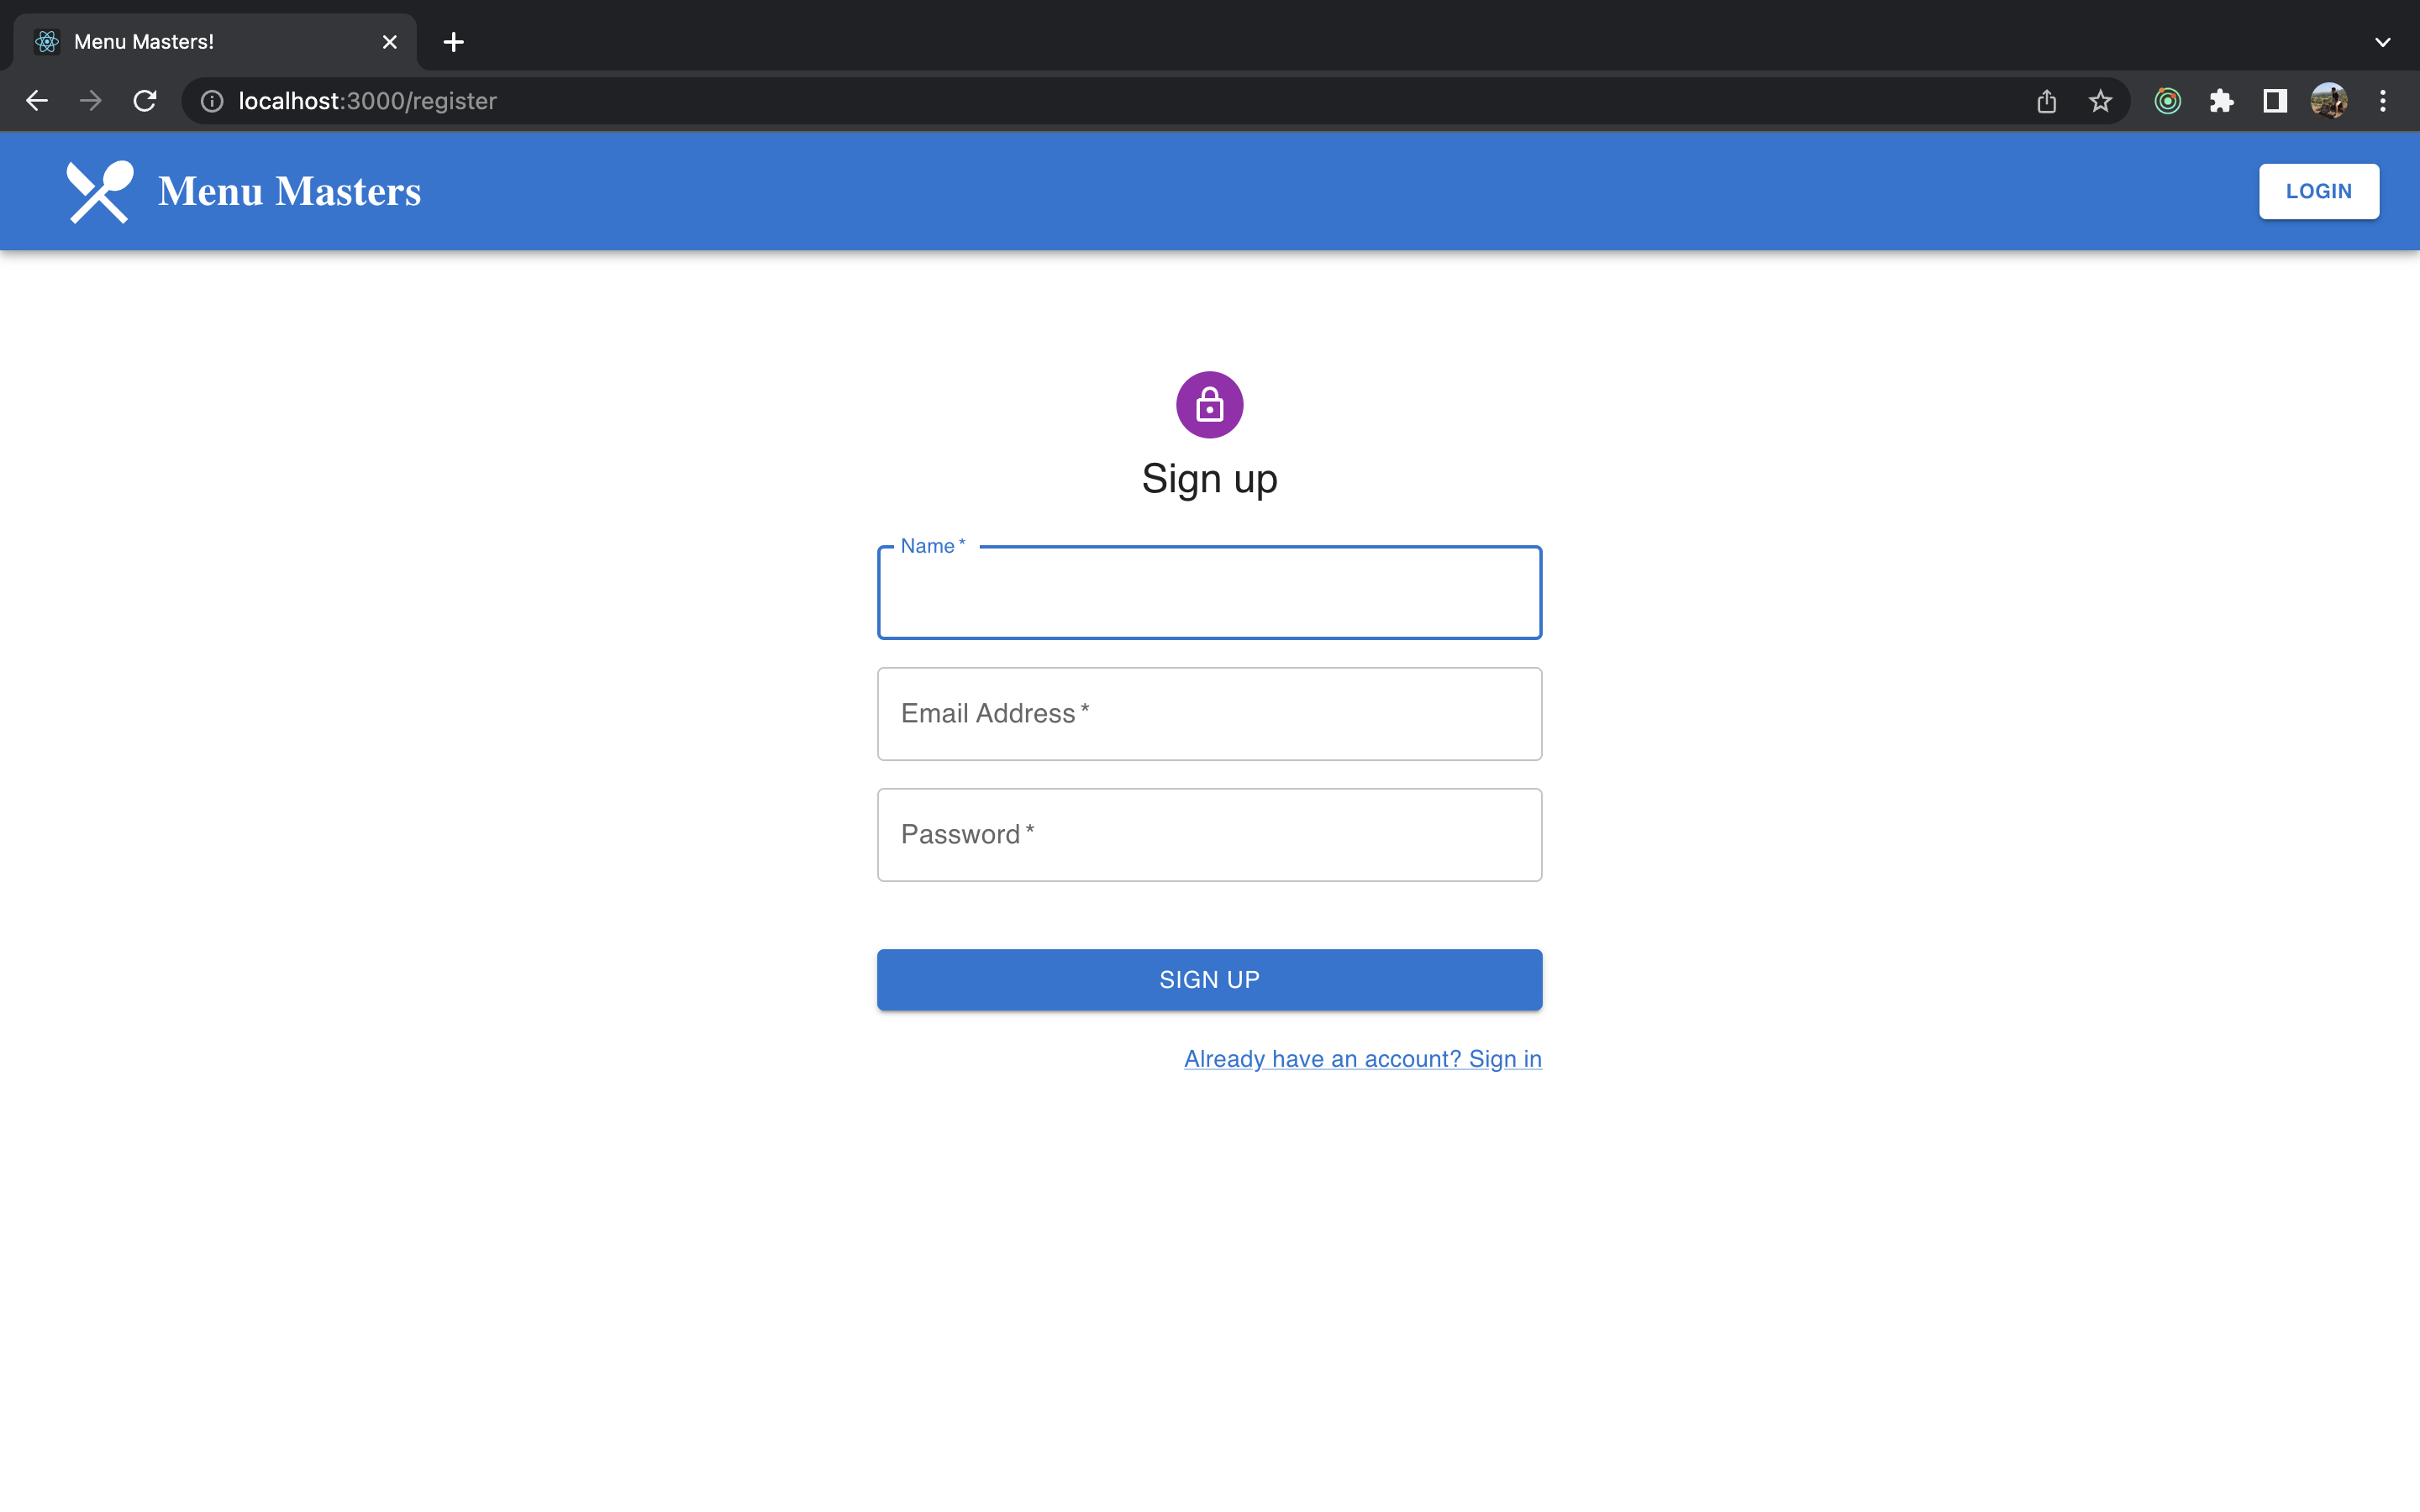 Menu Masters!
localhost:3000/register
Menu Masters
LOGIN
Sign up
Name *
Email Address *
Password *
SIGN UP
Already have an account? Sign in